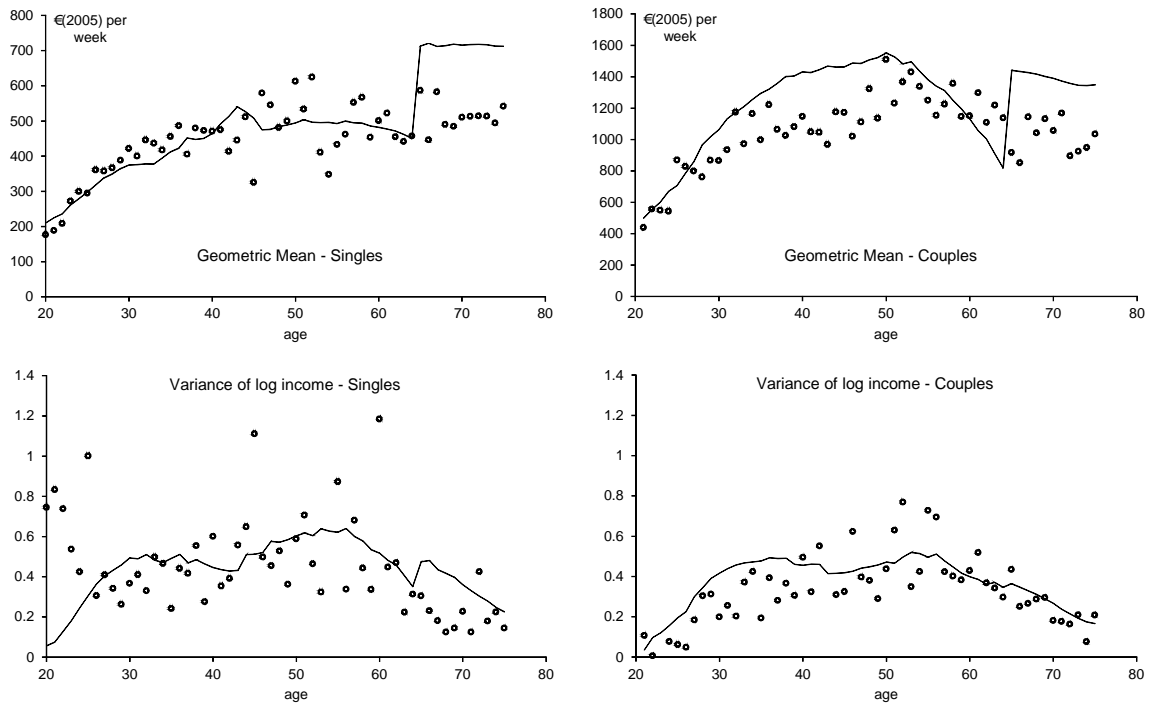 €(2005) per
week
800
700
600
500
400
300
200
100
0
Geometric Mean - Singles
20 30 40 50 60 70 80
age
€(2005) per
week
1800
1600
1400
1200
1000
800
600
400
200
0
Geometric Mean - Couples
20 30 40 50 60 70 80
age
Variance of log income - Singles
1.4
1.2
1
0.8
0.6
0.4
0.2
0
20 30 40 50 60 70 80
age
Variance of log income - Couples
1.4
1.2
1
0.8
0.6
0.4
0.2
0
20 30 40 50 60 70 80
age